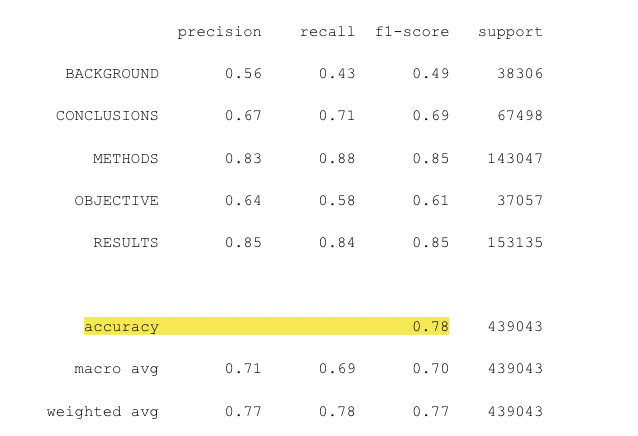 precision recall f1-score support
BACKGROUND 0.56 0.43 0.49 38306
CONCLUSIONS 0.67 0.71 0.69 67498
METHODS 0.83 0.88 0.85 143047
OBJECTIVE 0.64 0.58 0.61 37057
RESULTS 0.85 0.84 0.85 153135
accuracy 0.78 439043
macro avg 0.71 0.69 0.70 439043
weighted avg 0.77 0.78 0.77 439043